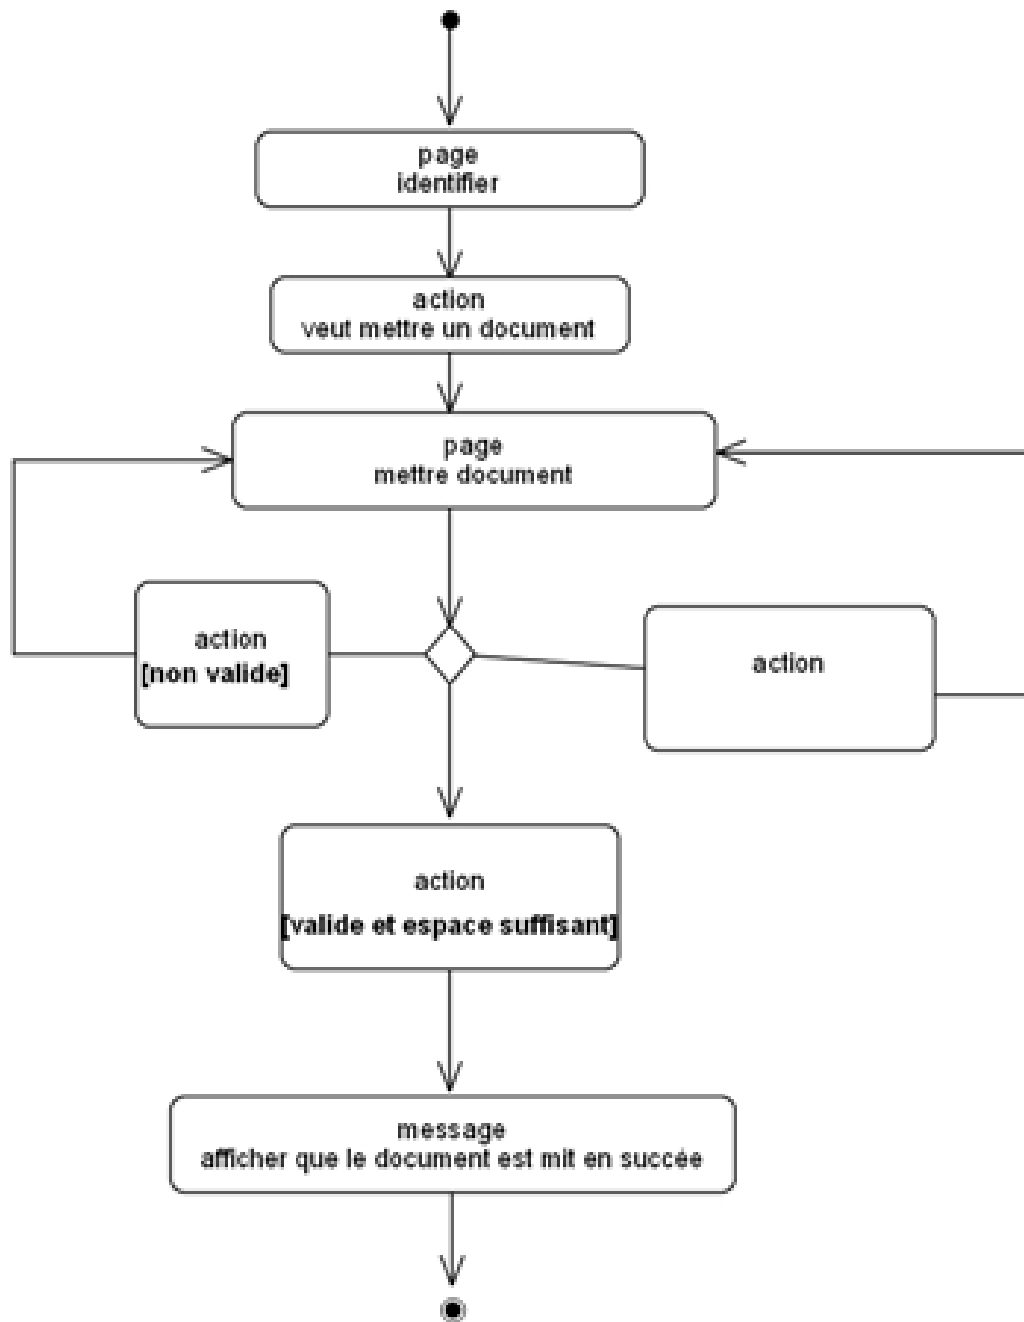 page
identifier
action
veut mettre un document
page
mettre document
action
[non valide]
action
action
[valide et espace suffisant]
message
afficher que le document est mit en succée